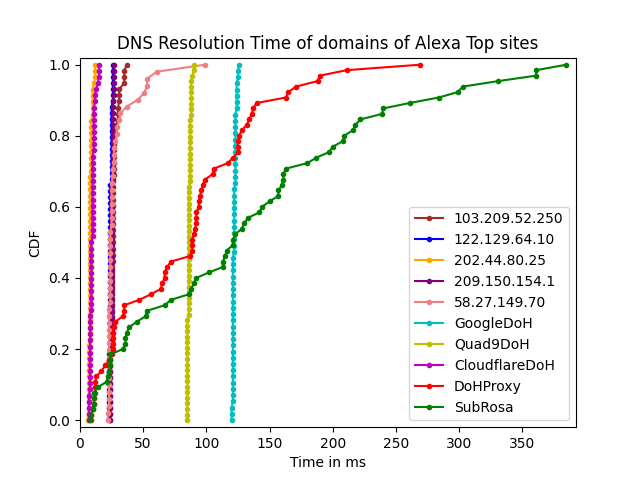 DNS Resolution Time of domains of Alexa Top sites
1.0
0.8
0.6
0.4
0.2
0.0
CDF
0 50 100 150 200 250 300 350
Time in ms
103.209.52.250
122.129.64.10
202.44.80.25
209.150.154.1
58.27.149.70
GoogleDoH
Quad9DoH
CloudflareDoH
DoHProxy
SubRosa